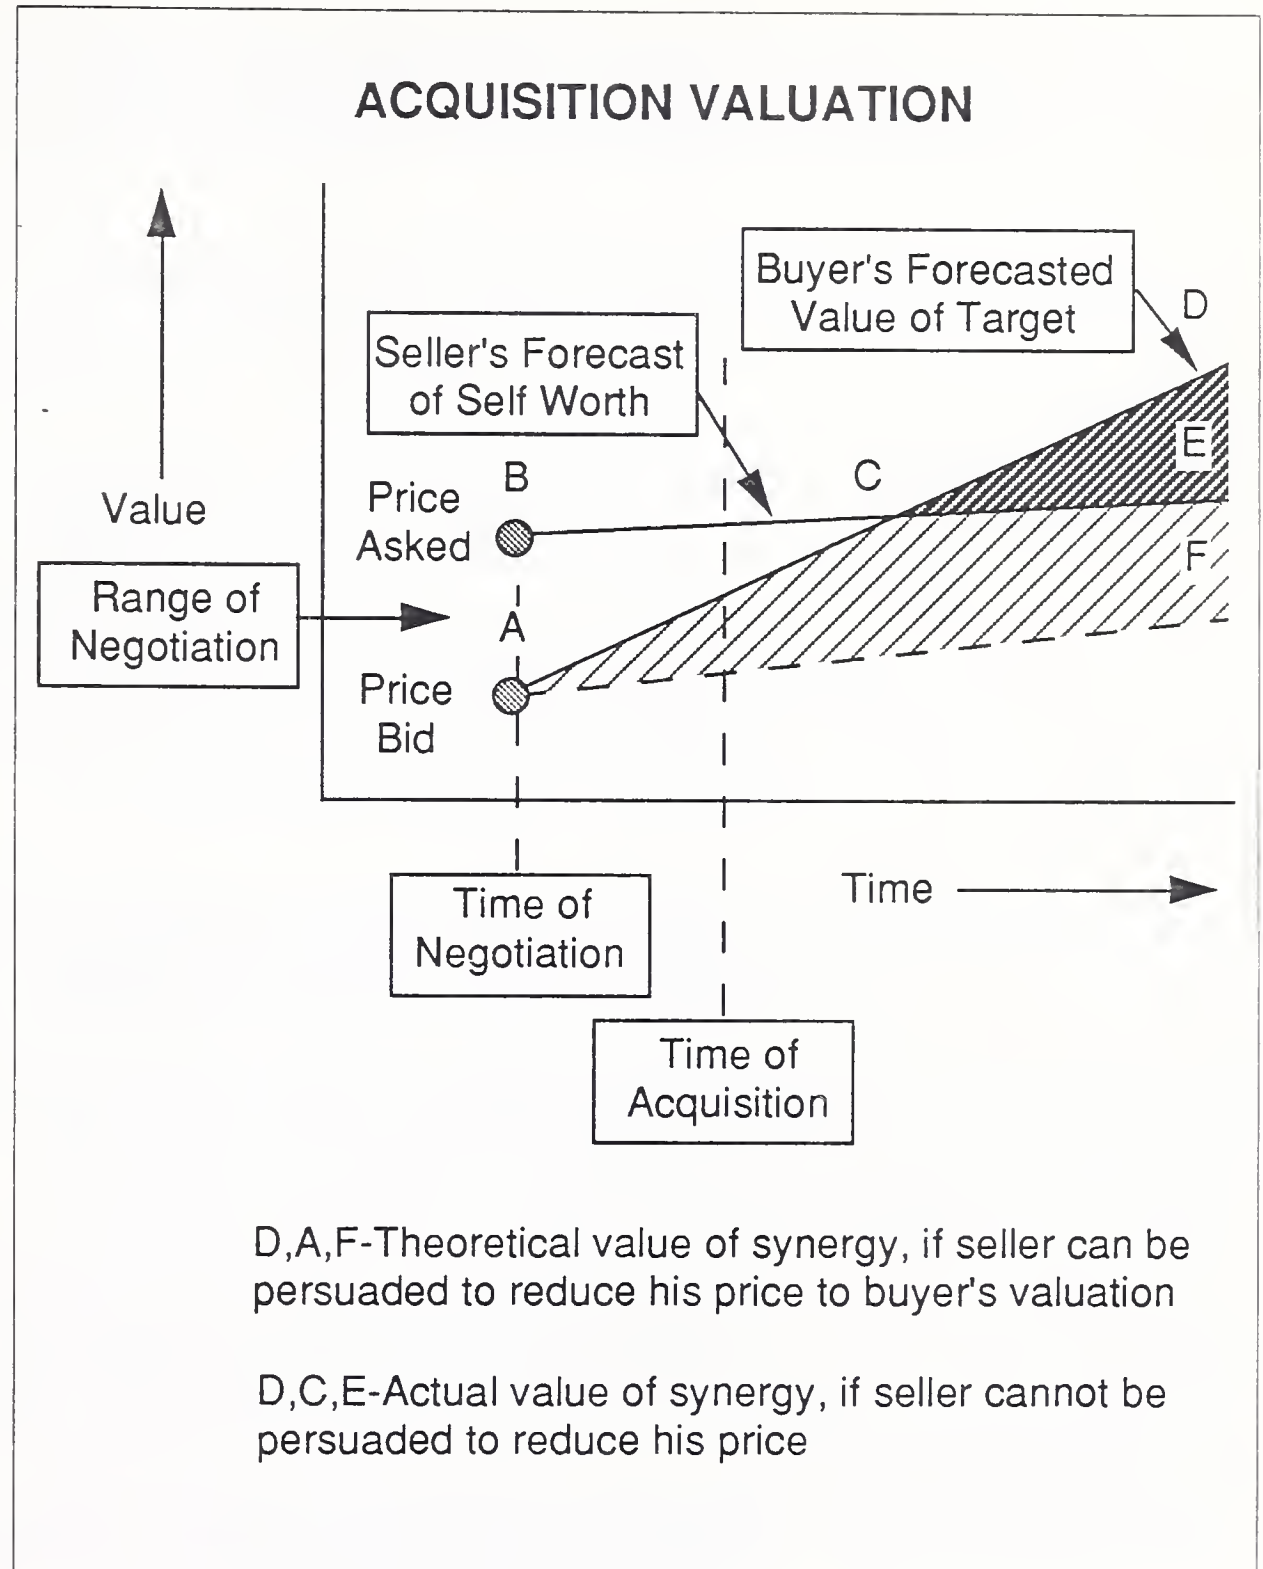 ACQUISITION VALUATION
Buyer's Forecasted
Value of Target
D
Seller's Forecast
of Self Worth
E
B
C
Price
Asked
Value
F
Range of
Negotiation
A
Price
Bid
Time of
Negotiation
Time
Time of
Acquisition
D,A,F-Theoretical value of synergy, if seller can be
persuaded to reduce his price to buyer's valuation
D,C,E-Actual value of synergy, if seller cannot be
persuaded to reduce his price